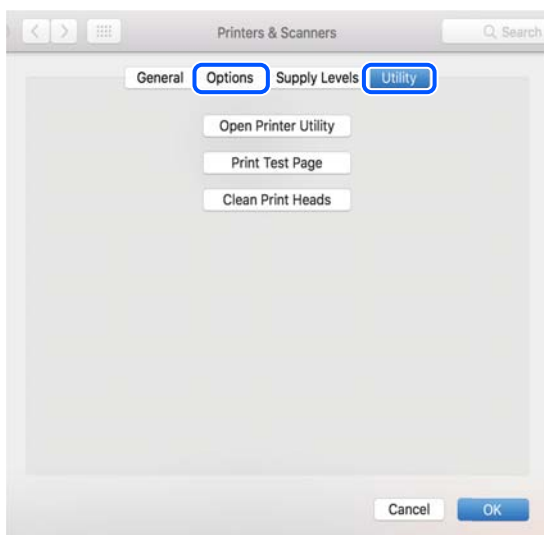 Printers & Scanners
Search
General Options Supply Levels Utility
Open Printer Utility
Print Test Page
Clean Print Heads
Cancel OK